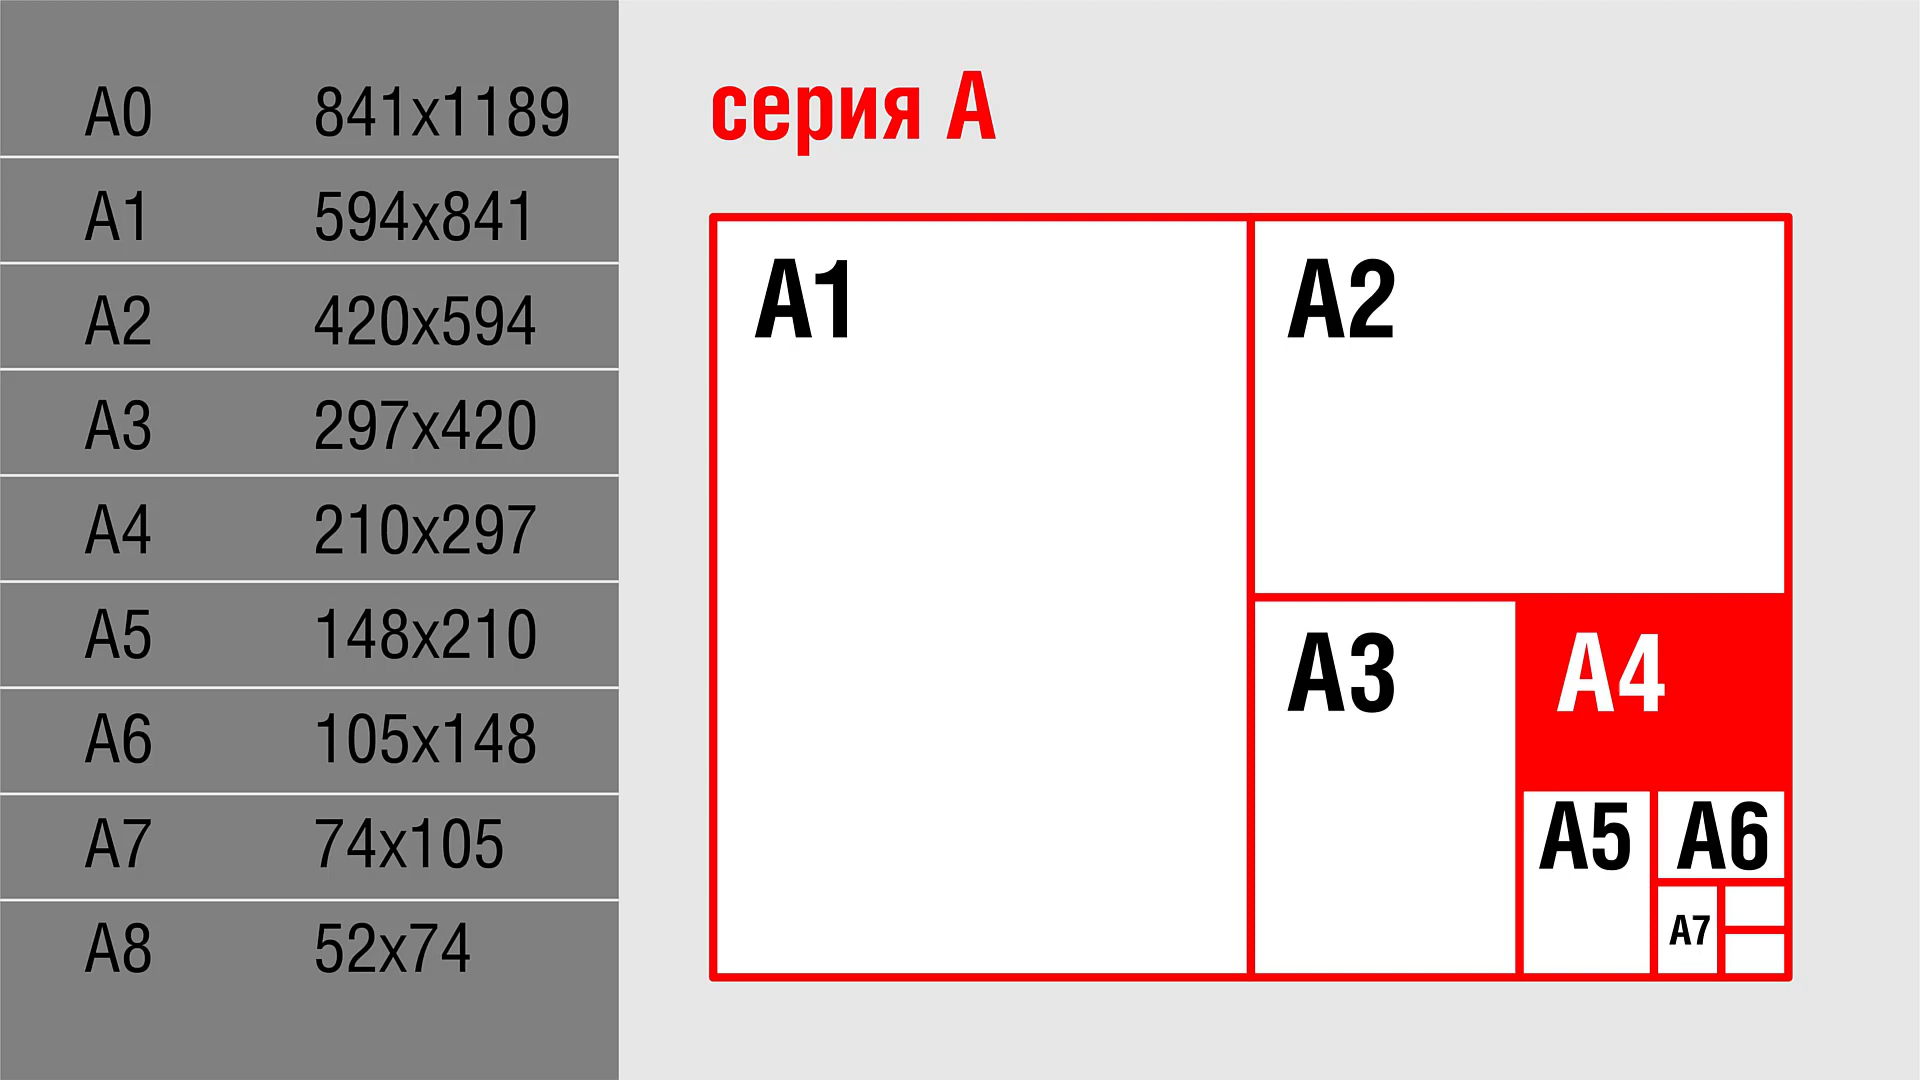 A0 841x1189
A1 594x841
A2 420x594
A3 297x420
A4 210x297
A5 148x210
A6 105x148
A7 74x105
A8 52x74
серия А
A1
A2
A3
A4
A5
A6
A7